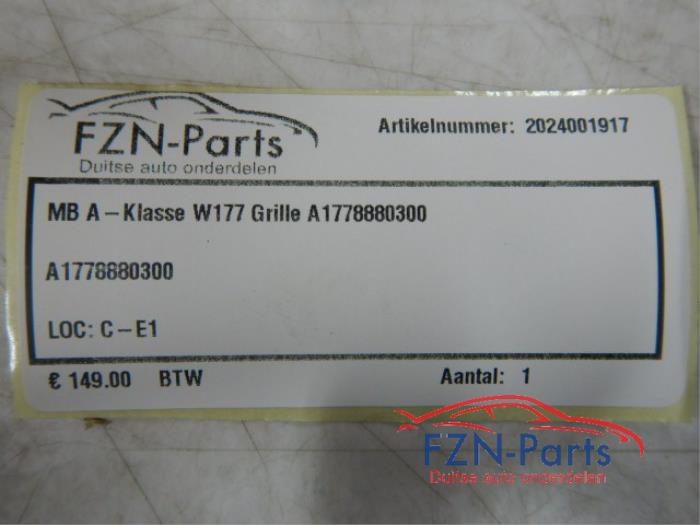 FZN-Parts
Duitse auto onderdelen
Artikelnummer: 2024001917
MB A-Klasse W177 Grille A1778880300
A1778880300
LOC: C-E1
€ 149.00 BTW
Aantal: 1
FZN-Parts
Duitse auto onderdelen